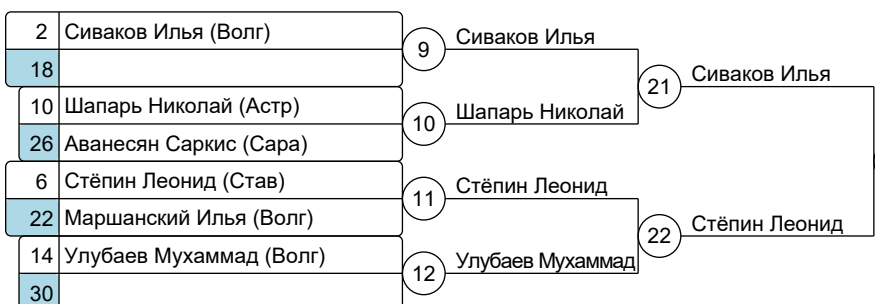 2 Сиваков Илья (Волг)
9 Сиваков Илья
18
21 Сиваков Илья
10 Шапарь Николай (Астр)
10 Шапарь Николай
26 Аванесян Саркис (Сара)
6 Стёпин Леонид (Став)
11 Стёпин Леонид
22 Маршанский Илья (Волг)
22 Стёпин Леонид
14 Улубаев Мухаммад (Волг)
12 Улубаев Мухаммад
30